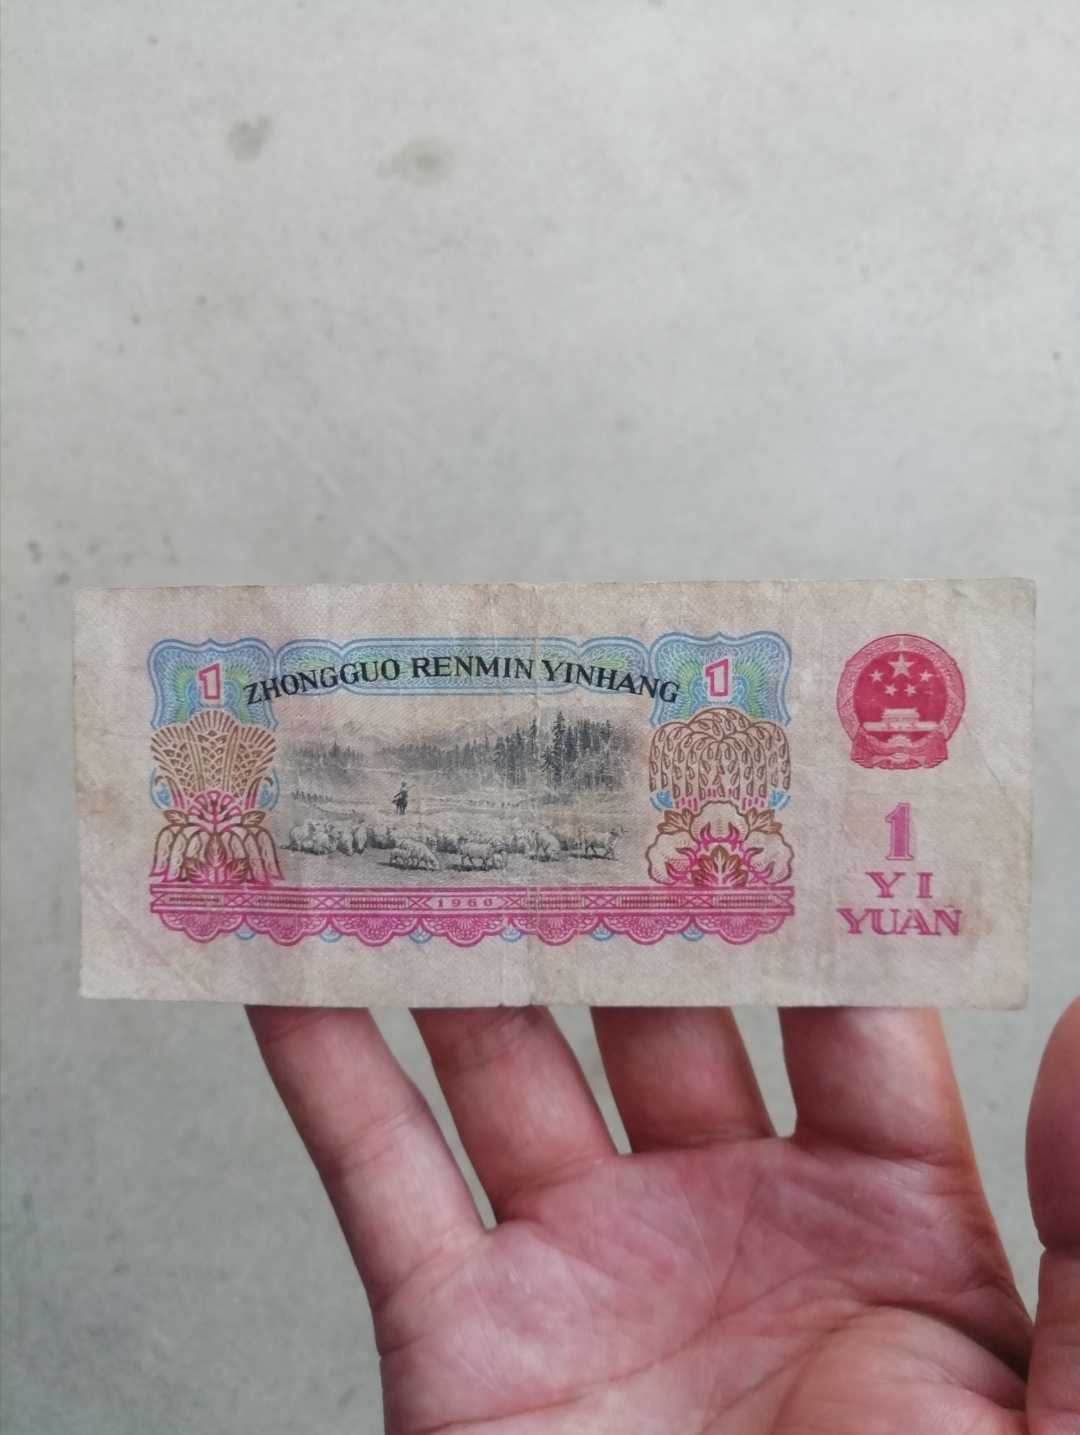 1 1
ZHONGGUO RENMIN YINHANG
1960
1
YI
YUAN